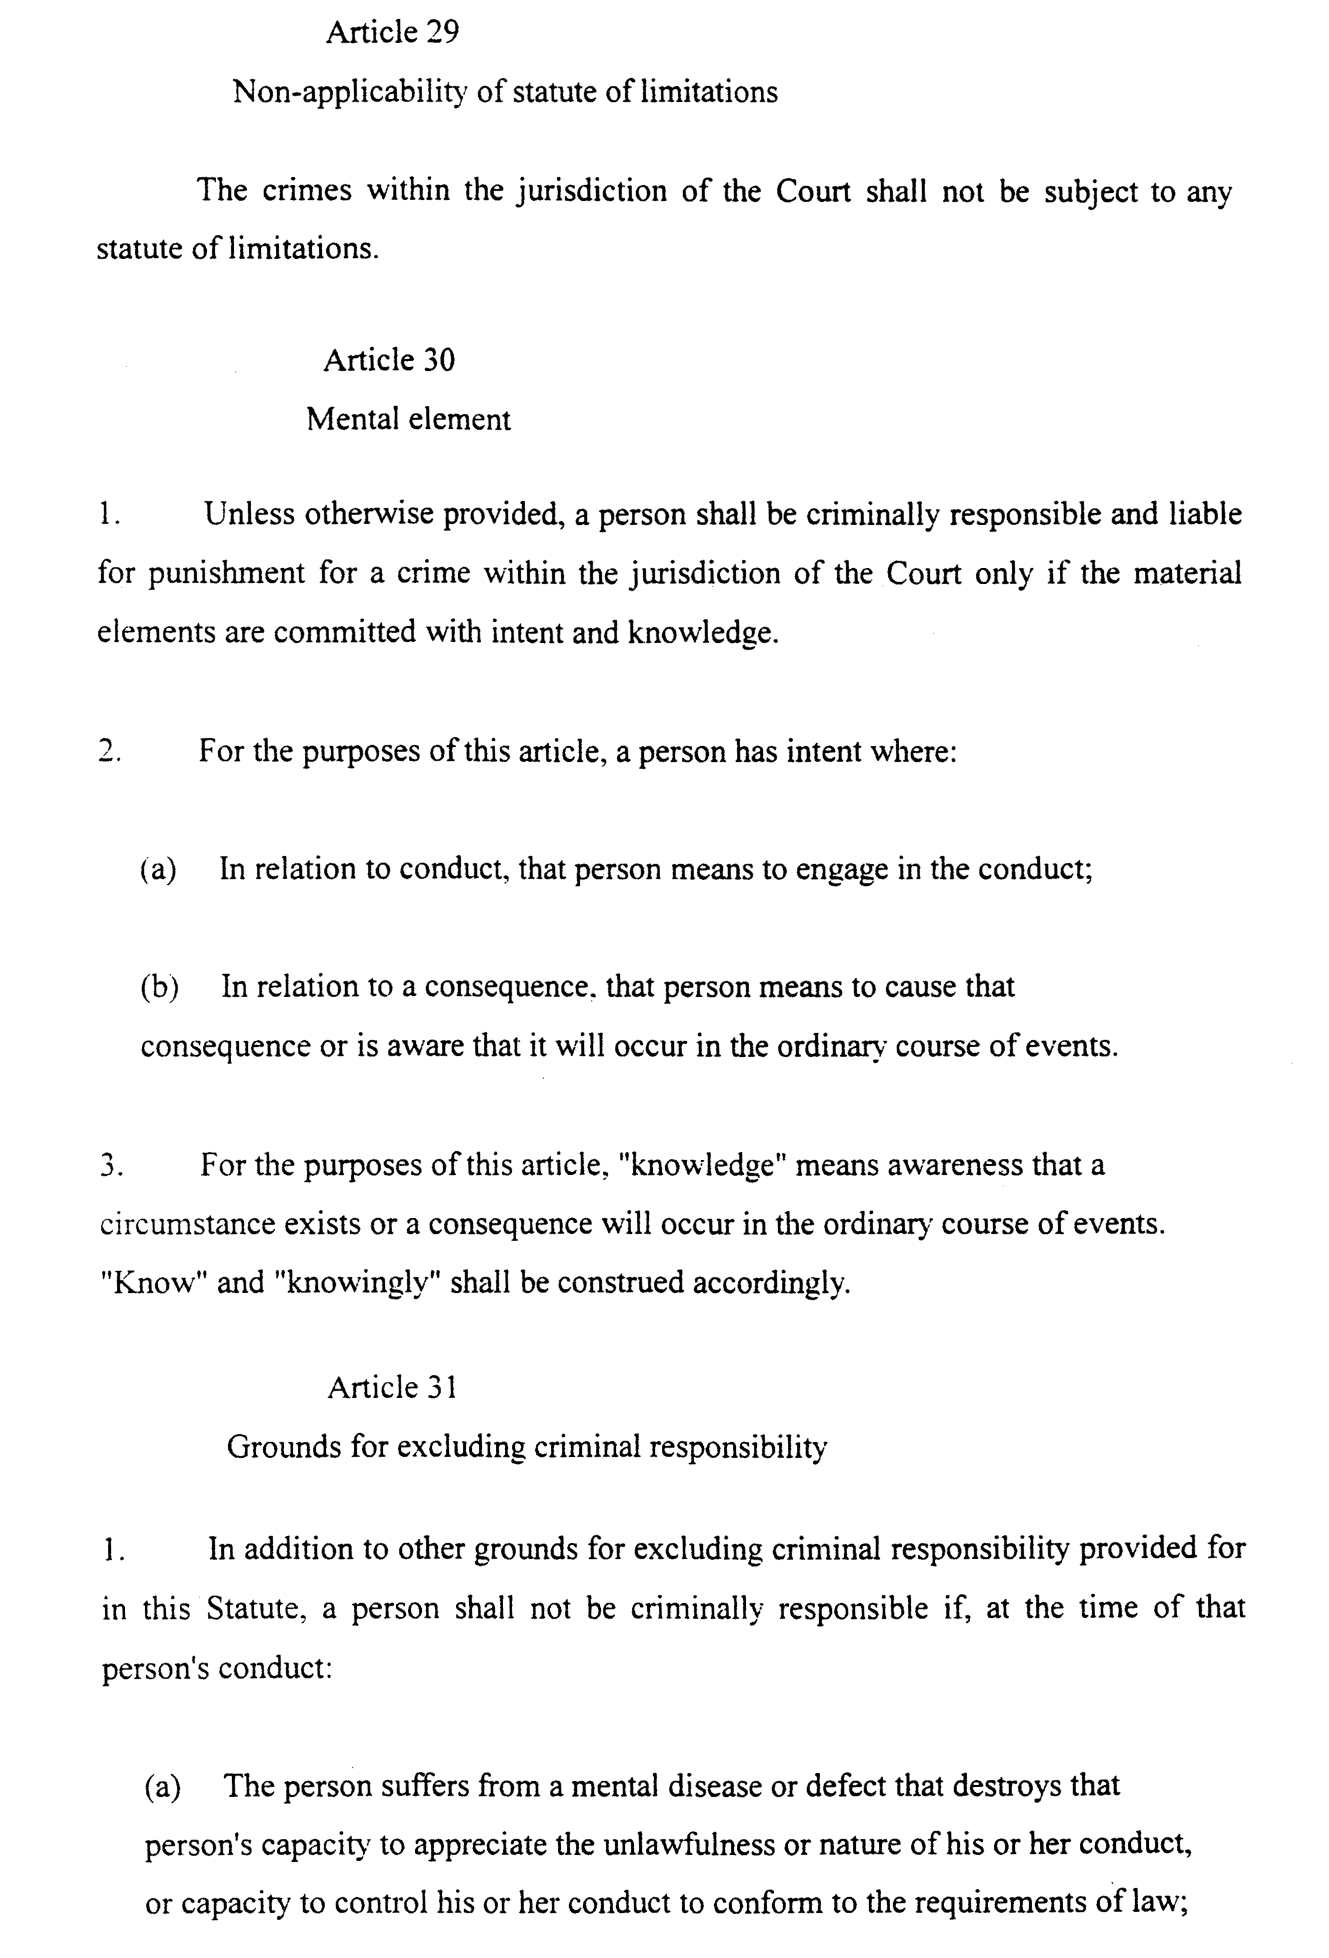 Article 29
Non-applicability of statute of limitations
The crimes within the jurisdiction of the Court shall not be subject to any
statute of limitations.
Article 30
Mental element
1. Unless otherwise provided, a person shall be criminally responsible and liable
for punishment for a crime within the jurisdiction of the Court only if the material
elements are committed with intent and knowledge.
2. For the purposes of this article, a person has intent where:
(a) In relation to conduct, that person means to engage in the conduct;
(b) In relation to a consequence, that person means to cause that
consequence or is aware that it will occur in the ordinary course of events.
3. For the purposes of this article, "knowledge" means awareness that a
circumstance exists or a consequence will occur in the ordinary course of events.
"Know" and "knowingly" shall be construed accordingly.
Article 31
Grounds for excluding criminal responsibility
1. In addition to other grounds for excluding criminal responsibility provided for
in this Statute, a person shall not be criminally responsible if, at the time of that
person's conduct:
(a) The person suffers from a mental disease or defect that destroys that
person's capacity to appreciate the unlawfulness or nature of his or her conduct,
or capacity to control his or her conduct to conform to the requirements of law;